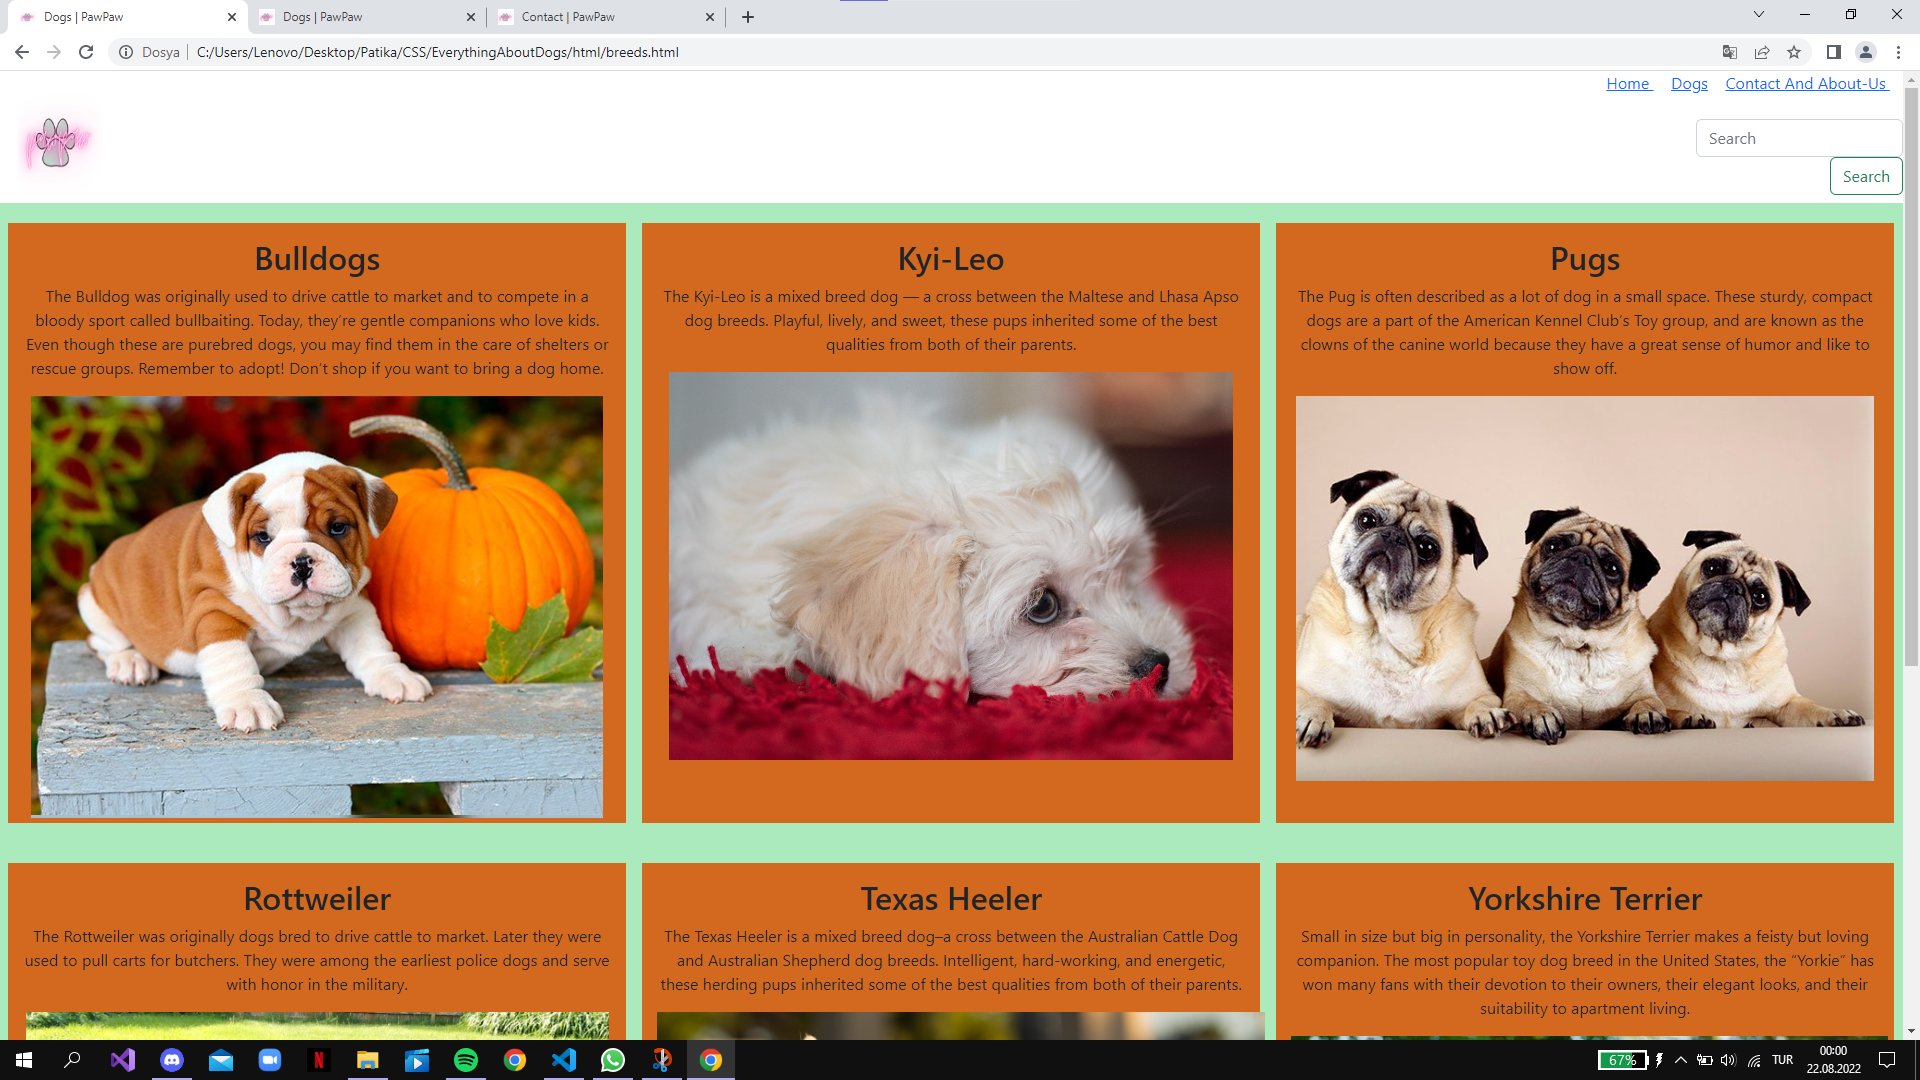 Dogs | PawPaw
Dogs | PawPaw
Contact | PawPaw
Dosya
C:/Users/Lenovo/Desktop/Patika/CSS/EverythingAboutDogs/html/breeds.html
Home Dogs Contact And About-Us
Search
Search
Bulldogs
The Bulldog was originally used to drive cattle to market and to compete in a
bloody sport called bullbaiting. Today, they’re gentle companions who love kids.
Even though these are purebred dogs, you may find them in the care of shelters or
rescue groups. Remember to adopt! Don’t shop if you want to bring a dog home.
Kyi-Leo
The Kyi-Leo is a mixed breed dog — a cross between the Maltese and Lhasa Apso
dog breeds. Playful, lively, and sweet, these pups inherited some of the best
qualities from both of their parents.
Pugs
The Pug is often described as a lot of dog in a small space. These sturdy, compact
dogs are a part of the American Kennel Club’s Toy group, and are known as the
clowns of the canine world because they have a great sense of humor and like to
show off.
Rottweiler
The Rottweiler was originally dogs bred to drive cattle to market. Later they were
used to pull carts for butchers. They were among the earliest police dogs and serve
with honor in the military.
Texas Heeler
The Texas Heeler is a mixed breed dog–a cross between the Australian Cattle Dog
and Australian Shepherd dog breeds. Intelligent, hard-working, and energetic,
these herding pups inherited some of the best qualities from both of their parents.
Yorkshire Terrier
Small in size but big in personality, the Yorkshire Terrier makes a feisty but loving
companion. The most popular toy dog breed in the United States, the “Yorkie” has
won many fans with their devotion to their owners, their elegant looks, and their
suitability to apartment living.
67%
TUR
00:00
22.08.2022